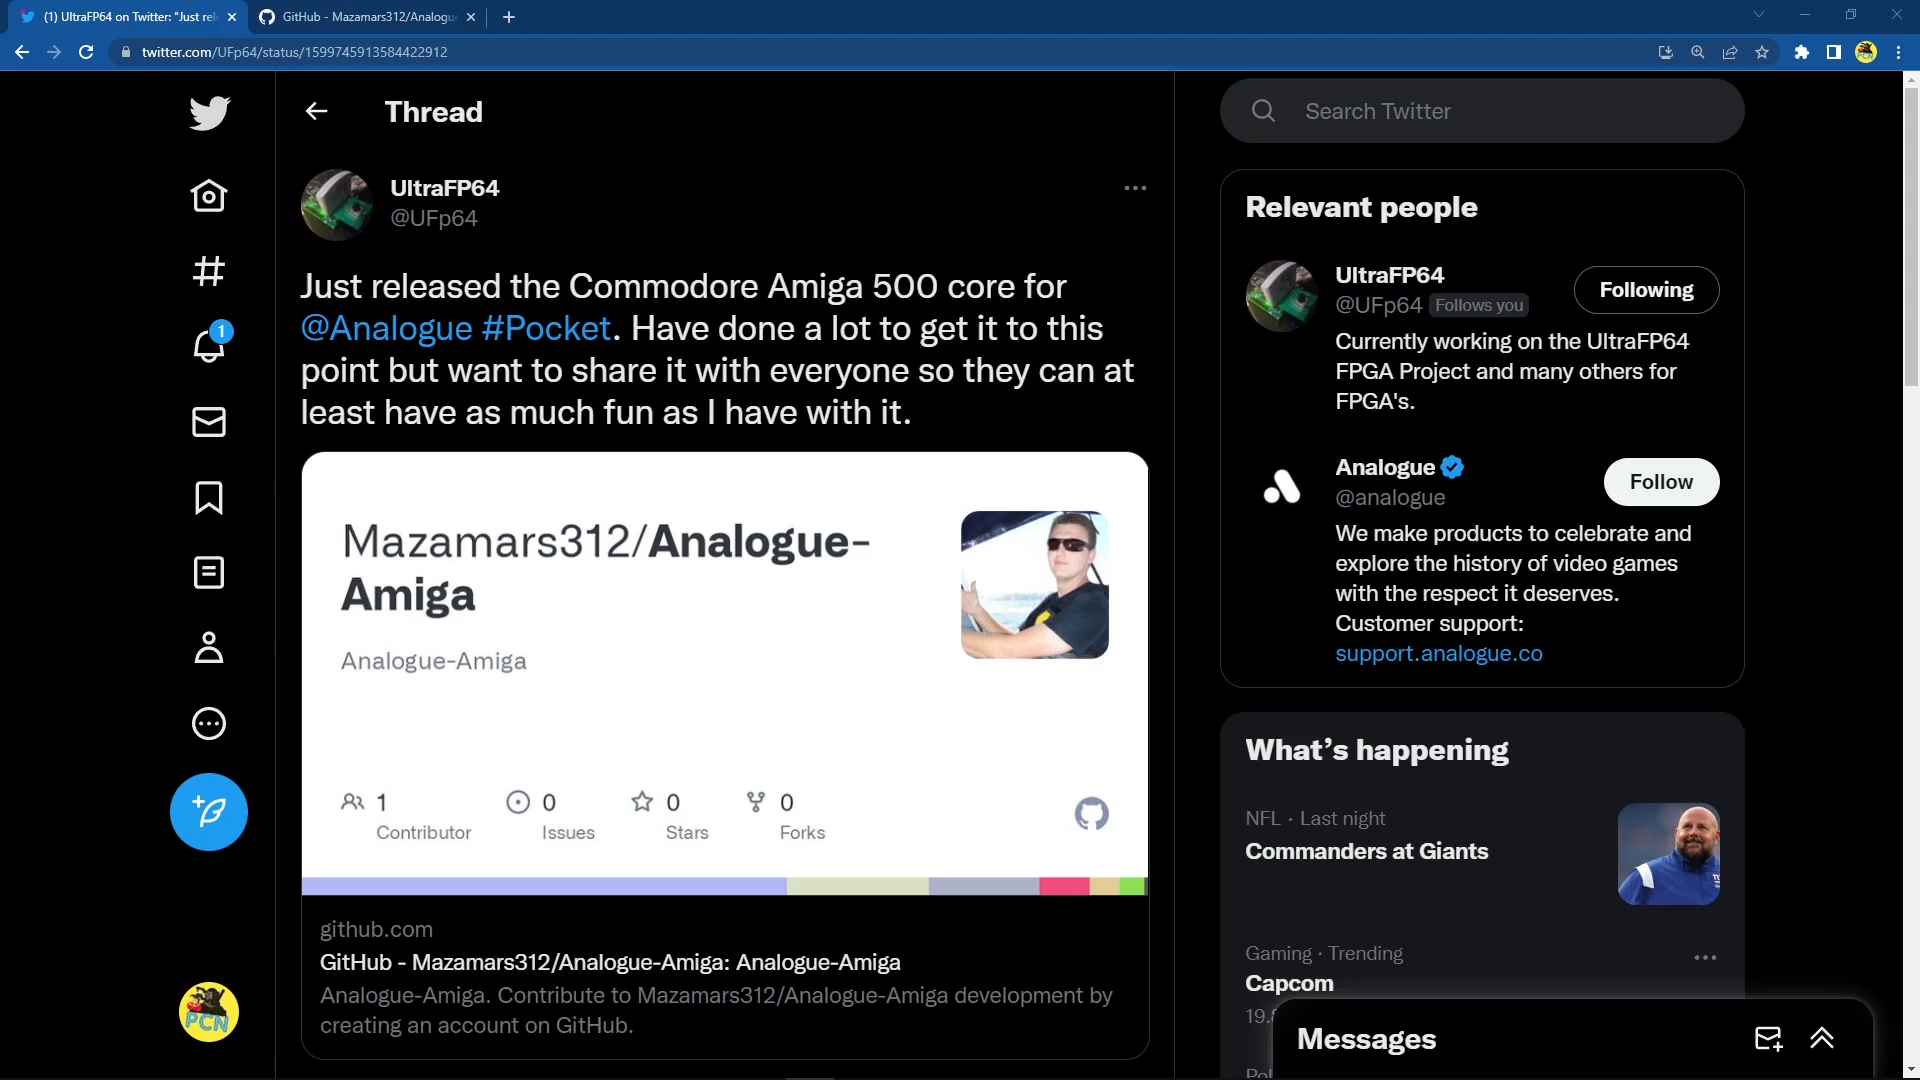 (1) UltraFP64 on Twitter: "Just rel
GitHub - Mazamars312/Analogu
twitter.com/UFp64/status/1599745913584422912
Thread
UltraFP64
@UFp64
Just released the Commodore Amiga 500 core for
@Analogue #Pocket. Have done a lot to get it to this
point but want to share it with everyone so they can at
least have as much fun as I have with it.
Mazamars312/Analogue-
Amiga
Analogue-Amiga
1
Contributor
0
Issues
0
Stars
0
Forks
github.com
GitHub - Mazamars312/Analogue-Amiga: Analogue-Amiga
Analogue-Amiga. Contribute to Mazamars312/Analogue-Amiga development by
creating an account on GitHub.
1
PCN
Search Twitter
Relevant people
UltraFP64
@UFp64 Follows you
Following
Currently working on the UltraFP64
FPGA Project and many others for
FPGA's.
Analogue
@analogue
Follow
We make products to celebrate and
explore the history of video games
with the respect it deserves.
Customer support:
support.analogue.co
What's happening
NFL · Last night
Commanders at Giants
Gaming · Trending
Capcom
19.
Pol
Messages